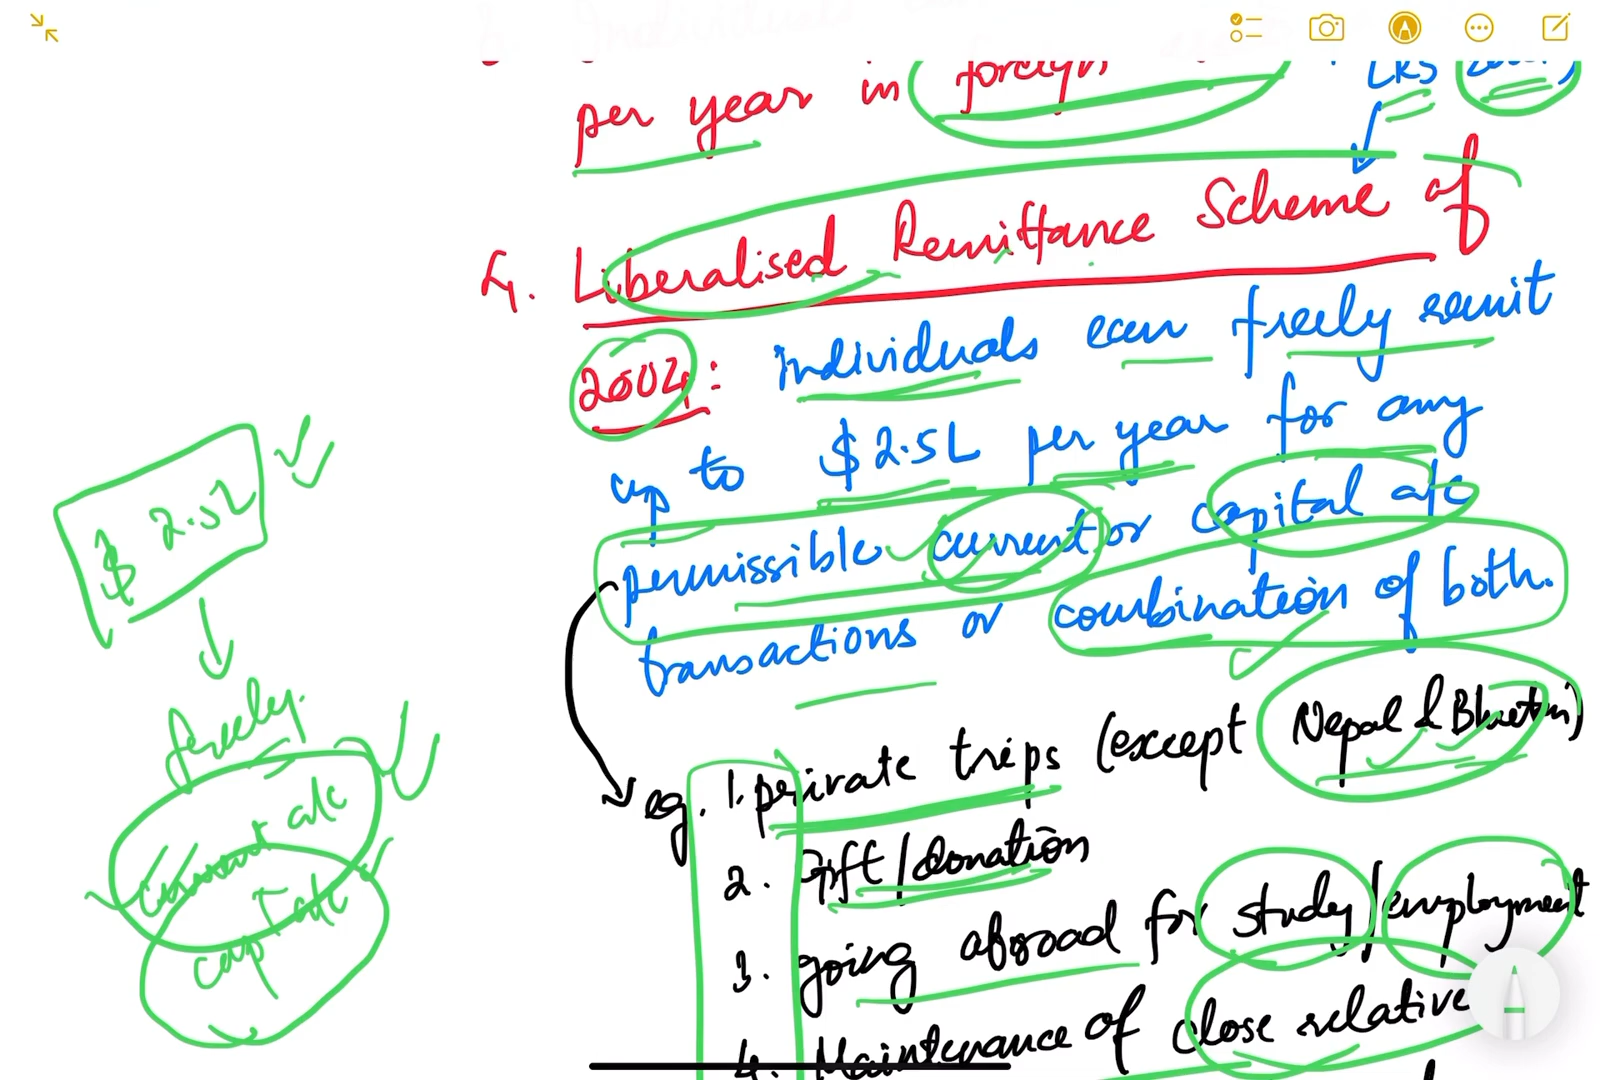 per year in foreign LRS
4. Liberalised Remittance Scheme of
2004: individuals can freely remit
up to $2.5L per year for any
permissible current or capital a/c
transactions or combination of both.
eg. 1. private trips (except Nepal & Bhutan)
2. Gift/donation
3. going abroad for study/employment
4. Maintenance of close relative
$ 2.5L
freely.
current a/c
cap a/c